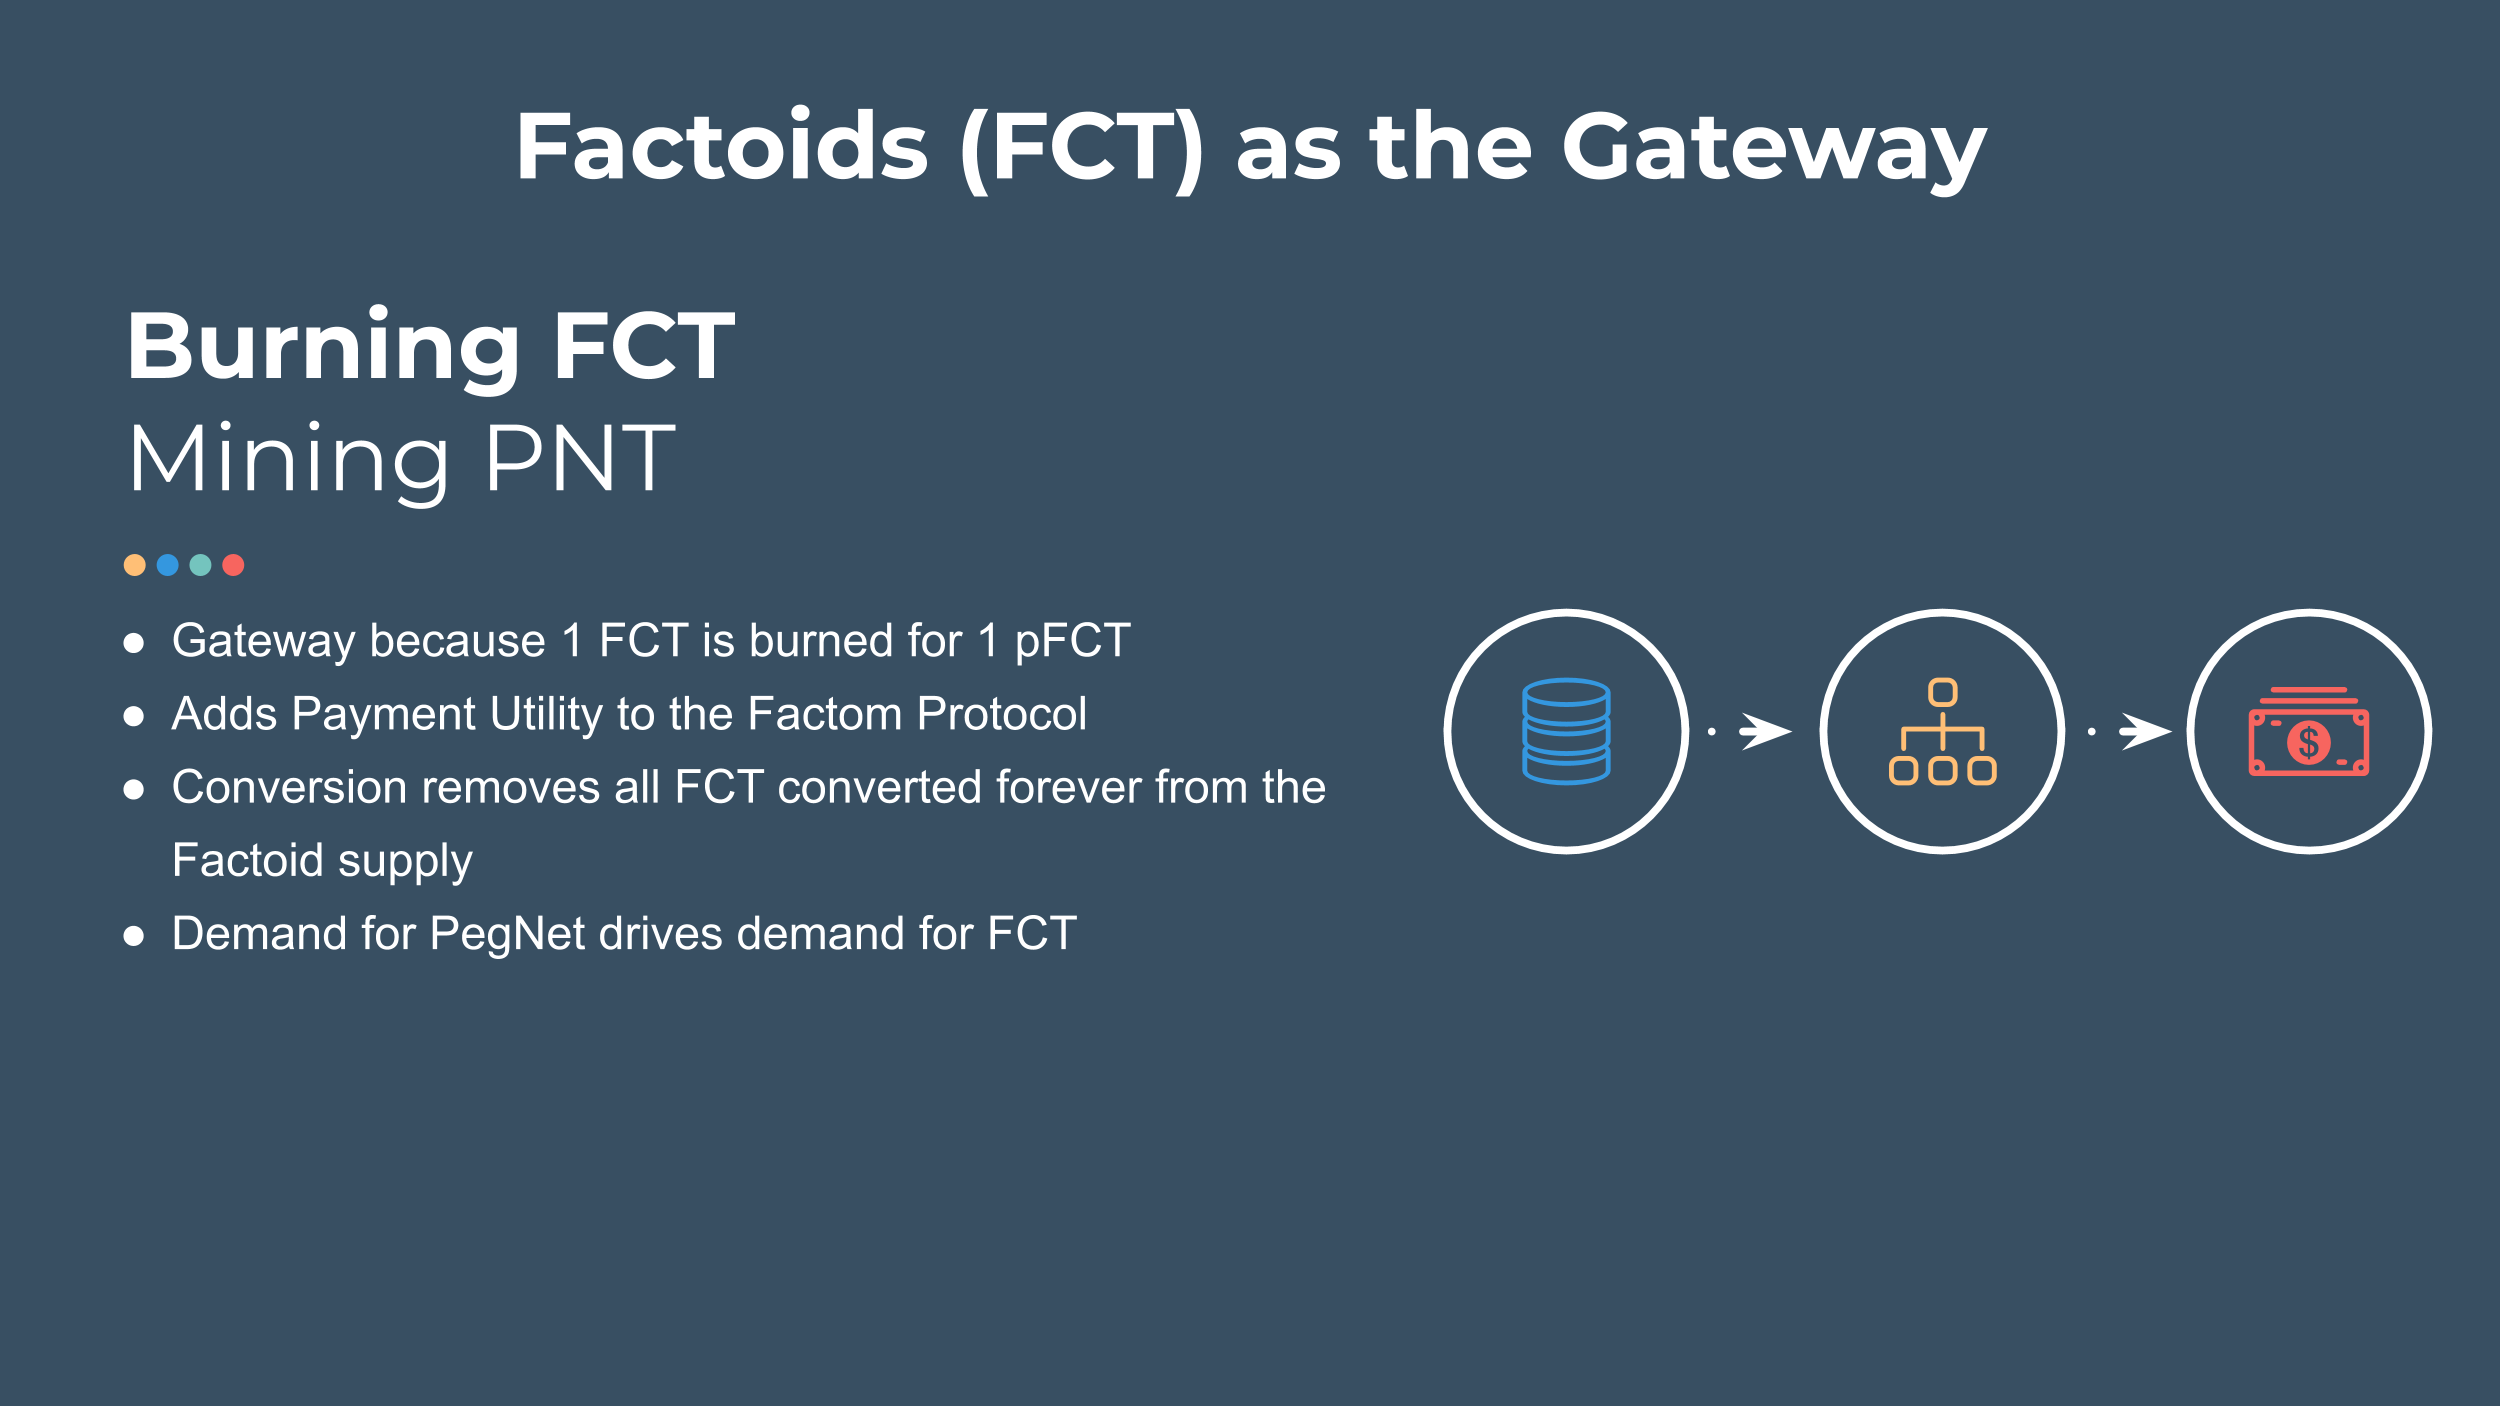 Factoids (FCT) as the Gateway
Burning FCT
Mining PNT
Gateway because 1 FCT is burned for 1 pFCT
Adds Payment Utility to the Factom Protocol
Conversion removes all FCT converted forever from the
Factoid supply
Demand for PegNet drives demand for FCT